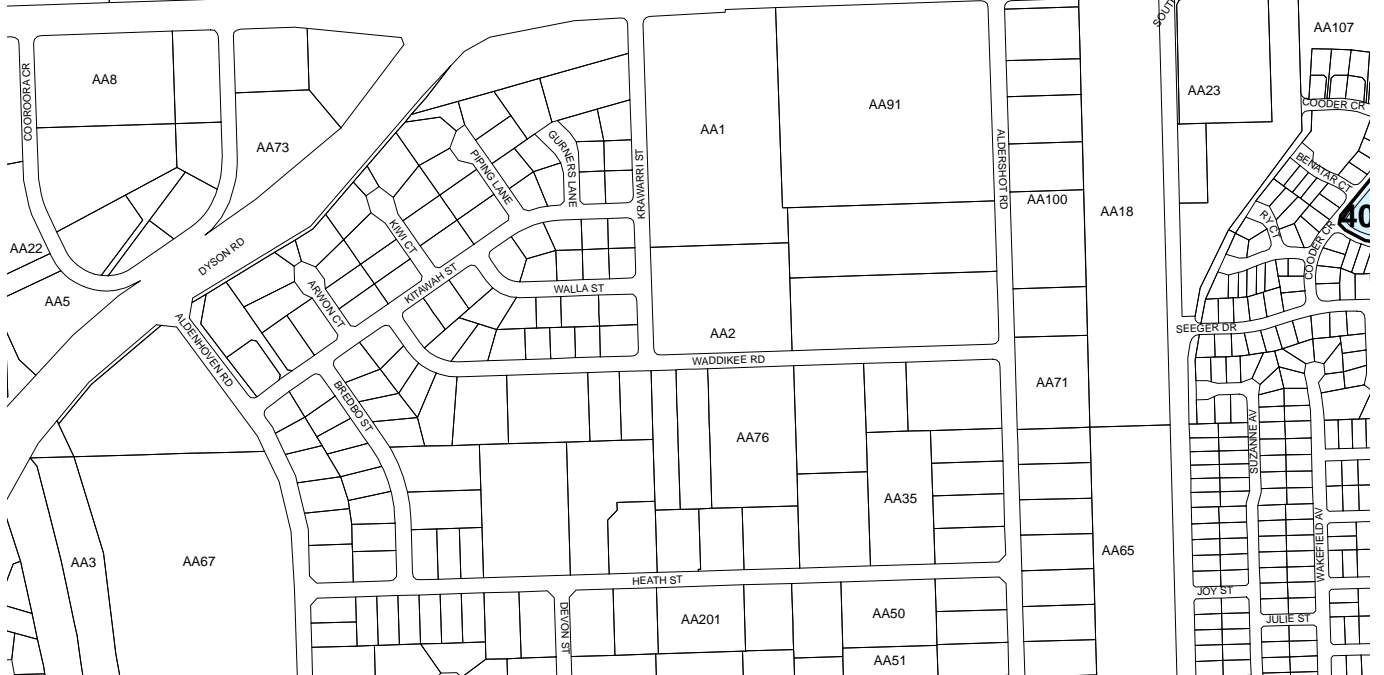 SOUTH
AA107
AA8
AA23
COOROORA CR
AA91
COODER CR
AA1
AA73
ALDERSHOT RD
GURNERS LANE
PIPING LANE
KRAWARRI ST
BENATAR CT
AA100
AA18
40
RY CT
KIWI CT
COODER CR
AA22
DYSON RD
KITAWAH ST
WALLA ST
AA5
ARWON CT
SEEGER DR
AA2
ALDENHOVEN RD
WADDIKEE RD
AA71
BREDBO ST
AA76
SUZANNE AV
AA35
WAKEFIELD AV
AA65
AA3
AA67
HEATH ST
JOY ST
DEVON ST
AA201
AA50
JULIE ST
AA51